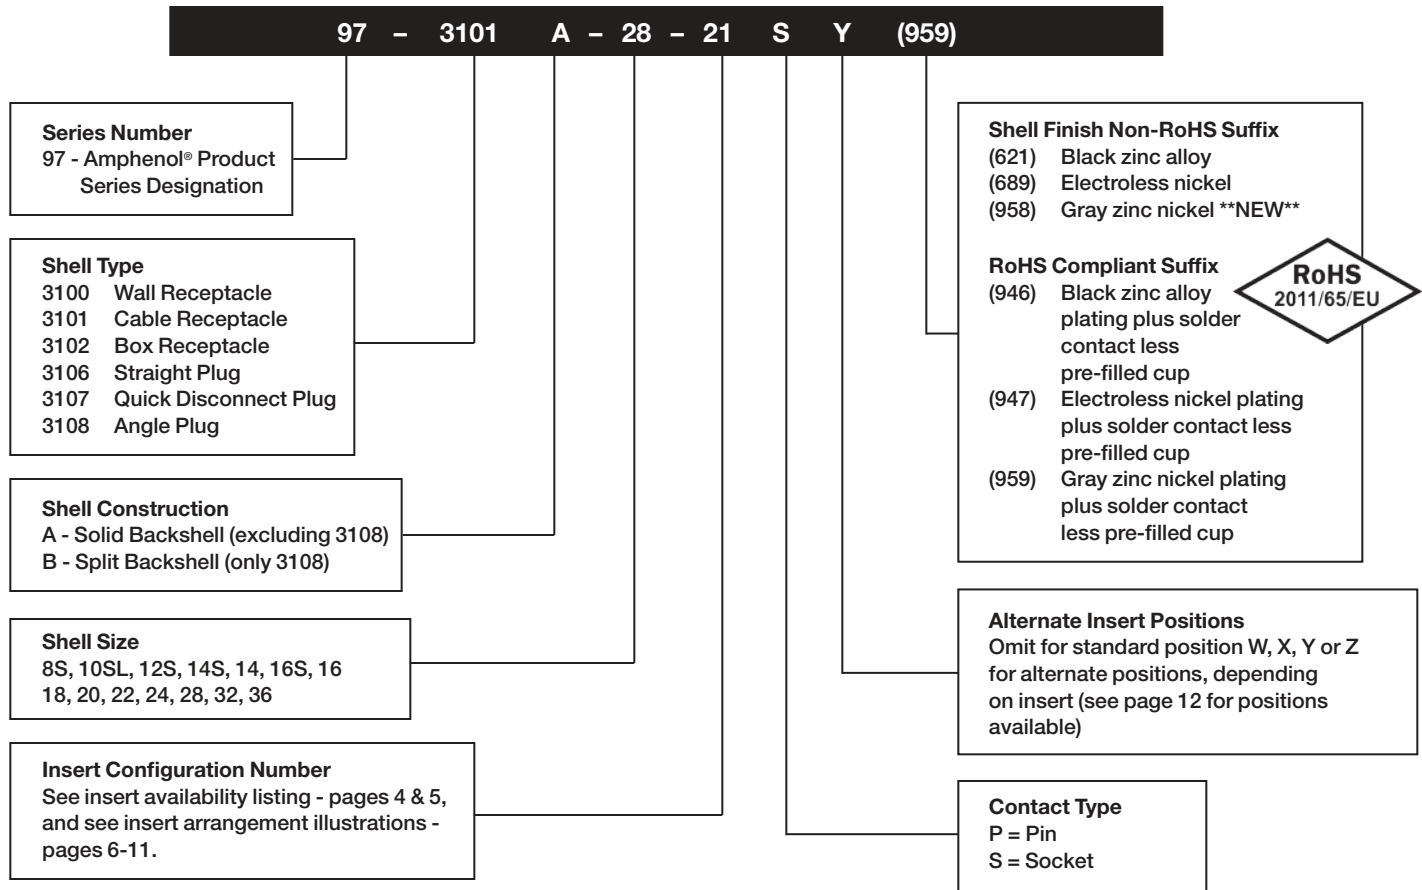 97 – 3101 A – 28 – 21 S Y (959)
Series Number
97 - Amphenol® Product
Series Designation
Shell Type
3100 Wall Receptacle
3101 Cable Receptacle
3102 Box Receptacle
3106 Straight Plug
3107 Quick Disconnect Plug
3108 Angle Plug
Shell Construction
A - Solid Backshell (excluding 3108)
B - Split Backshell (only 3108)
Shell Size
8S, 10SL, 12S, 14S, 14, 16S, 16
18, 20, 22, 24, 28, 32, 36
Insert Configuration Number
See insert availability listing - pages 4 & 5,
and see insert arrangement illustrations -
pages 6-11.
Shell Finish Non-RoHS Suffix
(621) Black zinc alloy
(689) Electroless nickel
(958) Gray zinc nickel **NEW**
RoHS Compliant Suffix
(946) Black zinc alloy
plating plus solder
contact less
pre-filled cup
(947) Electroless nickel plating
plus solder contact less
pre-filled cup
(959) Gray zinc nickel plating
plus solder contact
less pre-filled cup
RoHS
2011/65/EU
Alternate Insert Positions
Omit for standard position W, X, Y or Z
for alternate positions, depending
on insert (see page 12 for positions
available)
Contact Type
P = Pin
S = Socket